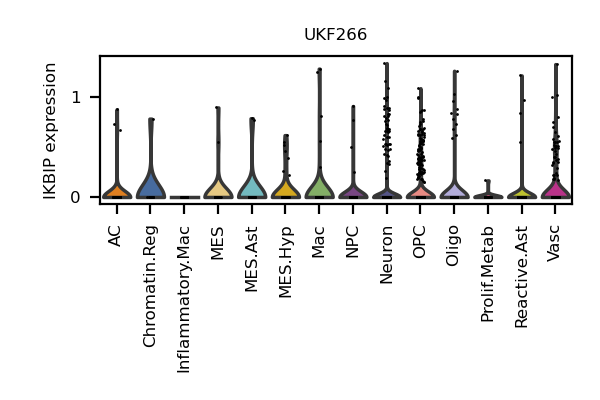 UKF266
IKBIP expression
1
0
AC
Chromatin.Reg
Inflammatory.Mac
MES
MES.Ast
MES.Hyp
Mac
NPC
Neuron
OPC
Oligo
Prolif.Metab
Reactive.Ast
Vasc